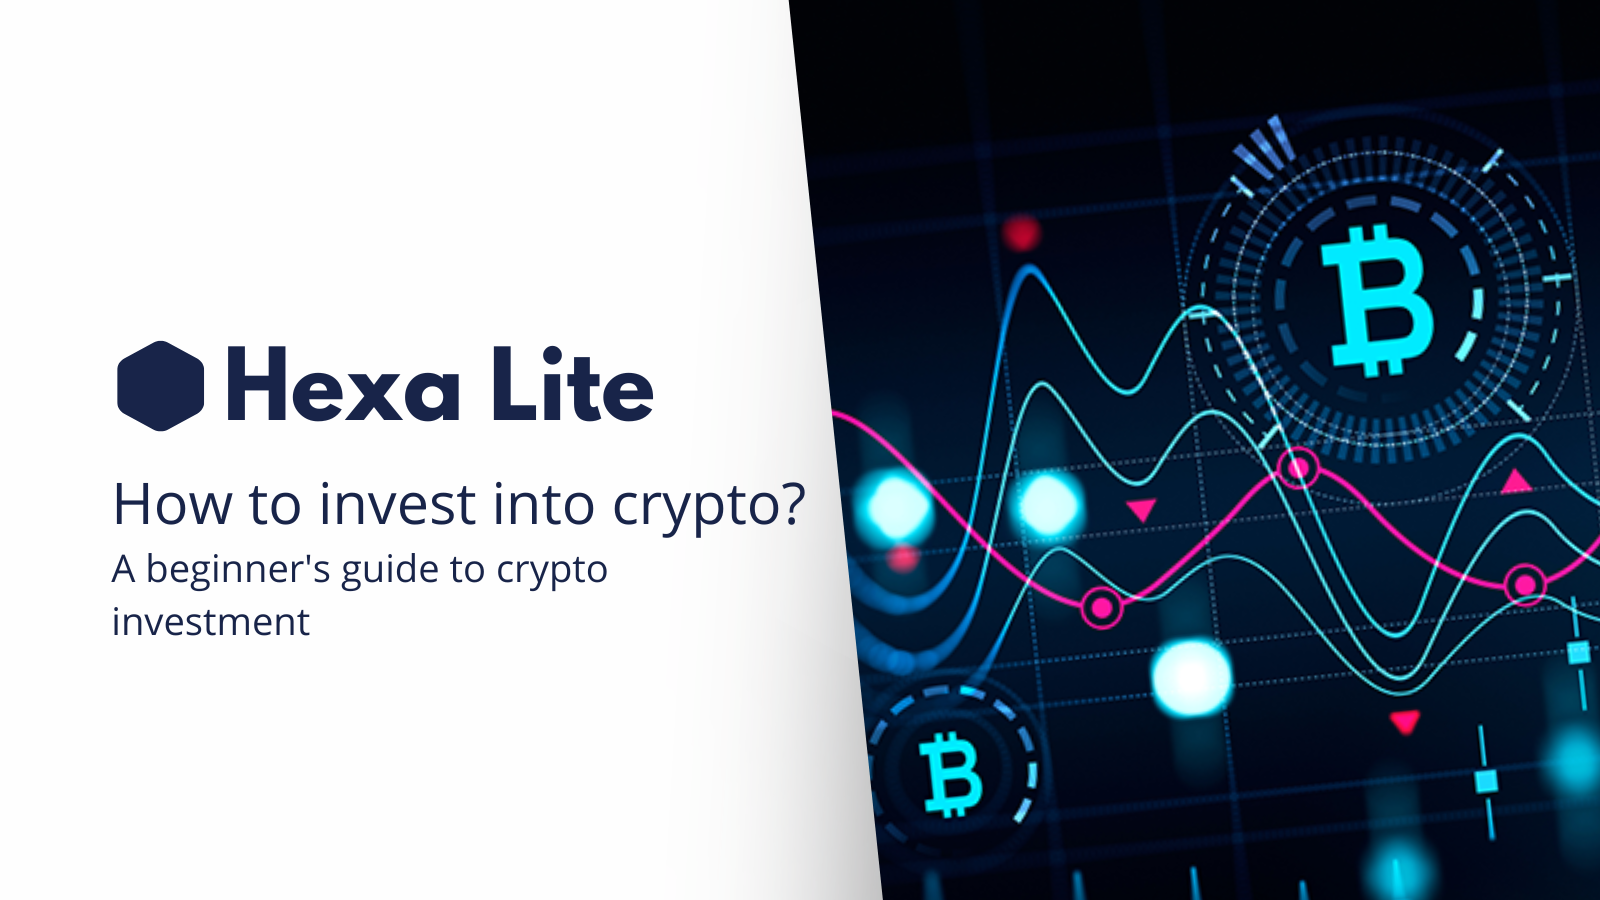 Hexa Lite
How to invest into crypto?
A beginner's guide to crypto
investment